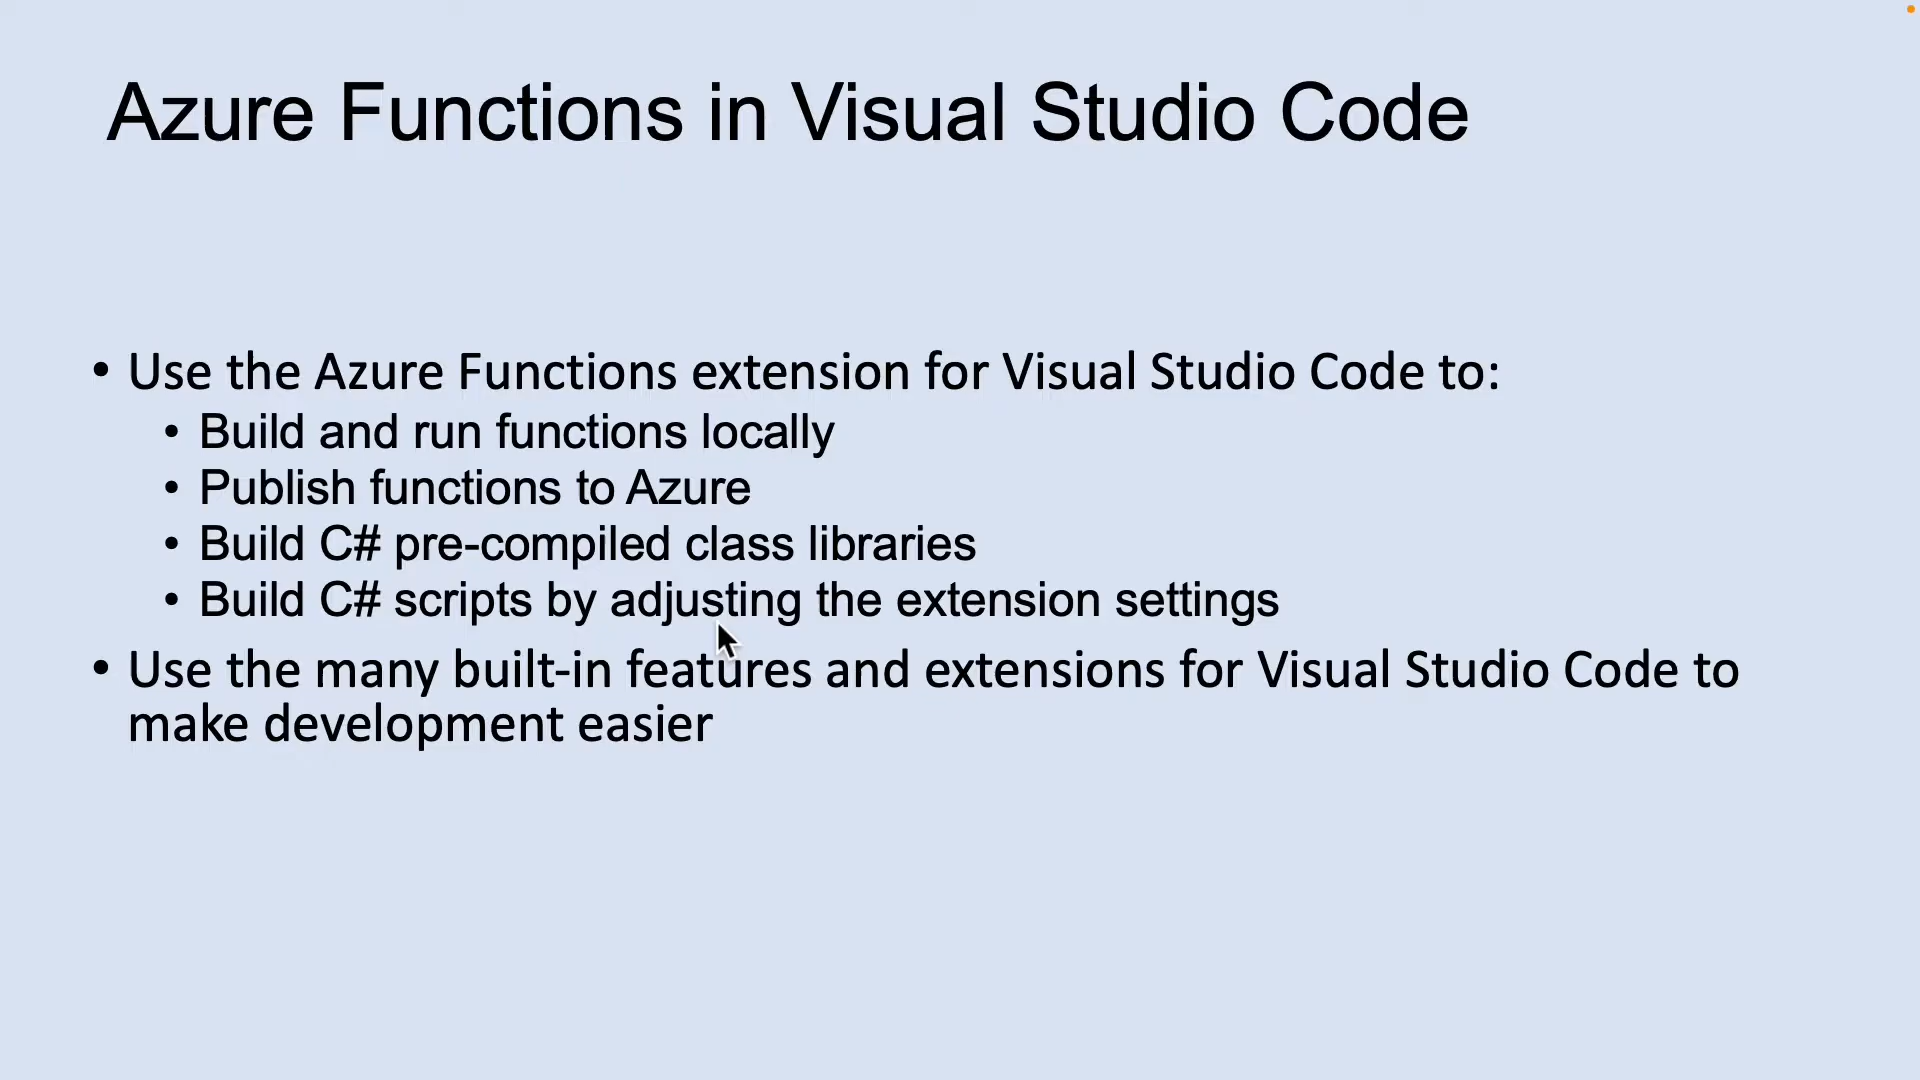 Azure Functions in Visual Studio Code
• Use the Azure Functions extension for Visual Studio Code to:
• Build and run functions locally
• Publish functions to Azure
• Build C# pre-compiled class libraries
• Build C# scripts by adjusting the extension settings
• Use the many built-in features and extensions for Visual Studio Code to
make development easier